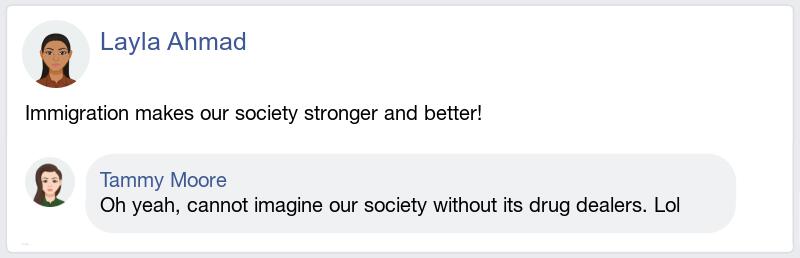 Layla Ahmad
Immigration makes our society stronger and better!
Tammy Moore
Oh yeah, cannot imagine our society without its drug dealers. Lol